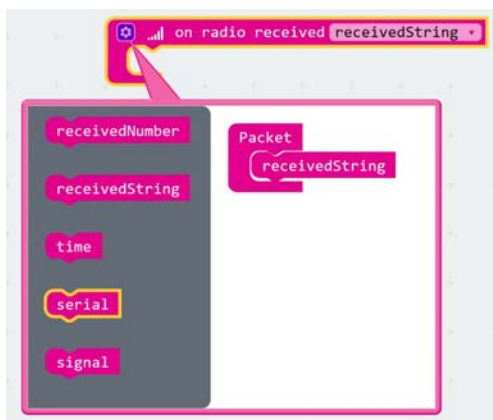 on radio received receivedString
receivedNumber
receivedString
time
serial
signal
Packet
receivedString